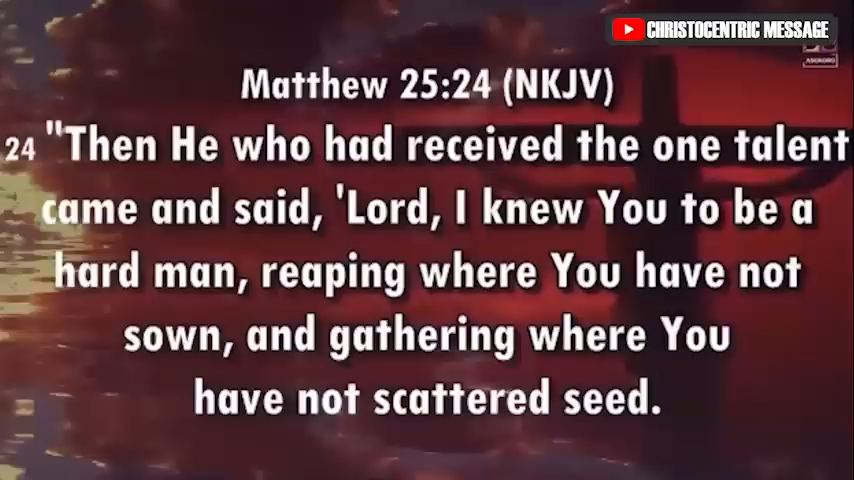 CHRISTOCENTRIC MESSAGE
Matthew 25:24 (NKJV)
24 "Then He who had received the one talent
came and said, 'Lord, I knew You to be a
hard man, reaping where You have not
sown, and gathering where You
have not scattered seed.